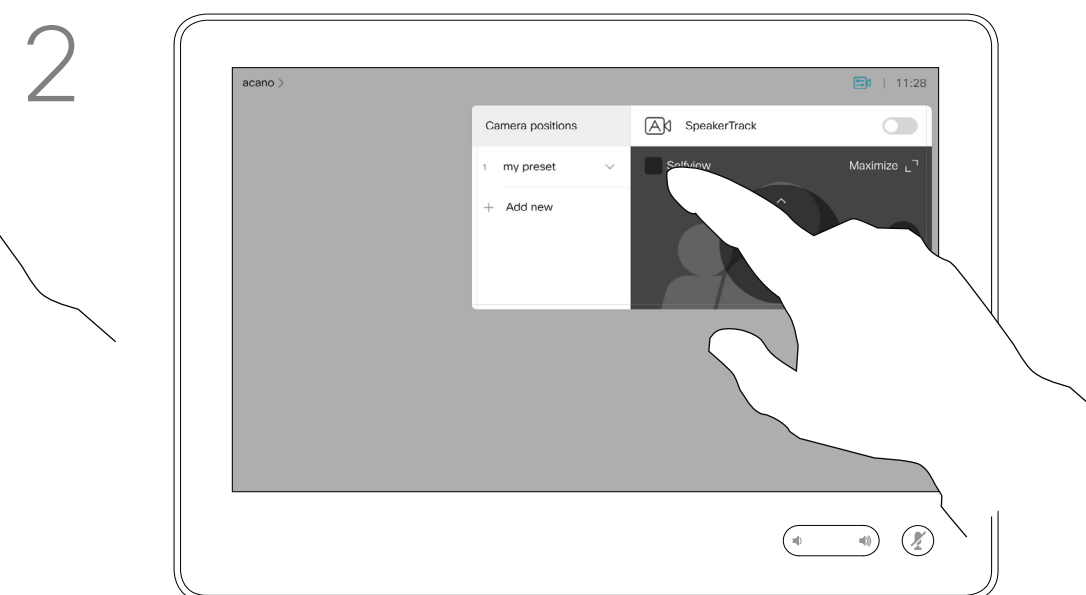 2
acano >
11:28
Camera positions
SpeakerTrack
1 my preset
Selfview
Maximize
+ Add new